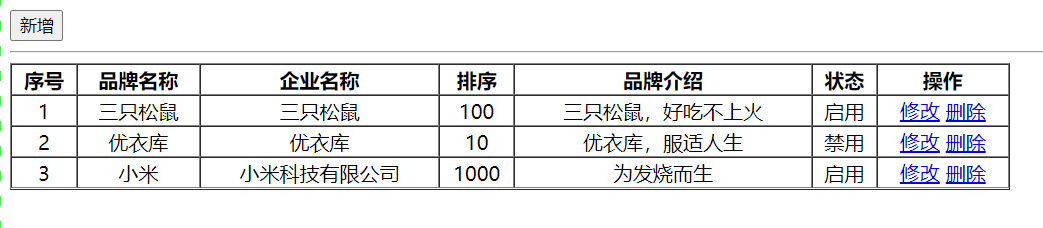 新增
序号 品牌名称 企业名称 排序 品牌介绍 状态 操作
1 三只松鼠 三只松鼠 100 三只松鼠，好吃不上火 启用 修改 删除
2 优衣库 优衣库 10 优衣库，服适人生 禁用 修改 删除
3 小米 小米科技有限公司 1000 为发烧而生 启用 修改 删除